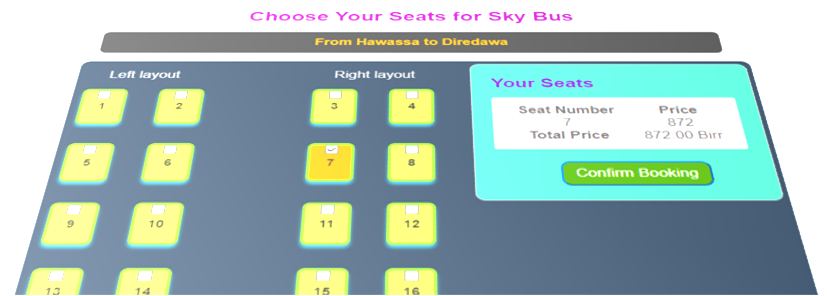 Choose Your Seats for Sky Bus
From Hawassa to Diredawa
Left layout Right layout
1 2 3 4
5 6 7 8
9 10 11 12
13 14 15 16
Your Seats
Seat Number Price
7 872
Total Price 872 00 Birr
Confirm Booking